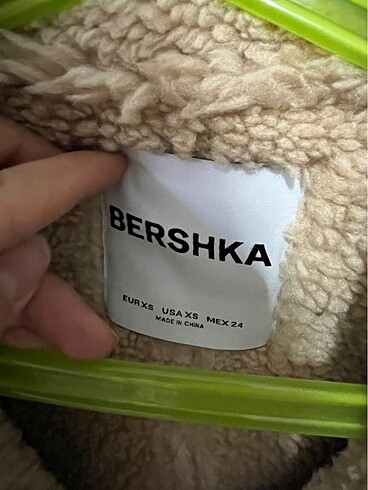 BERSHKA
EUR XS USA XS MEX 24
MADE IN CHINA